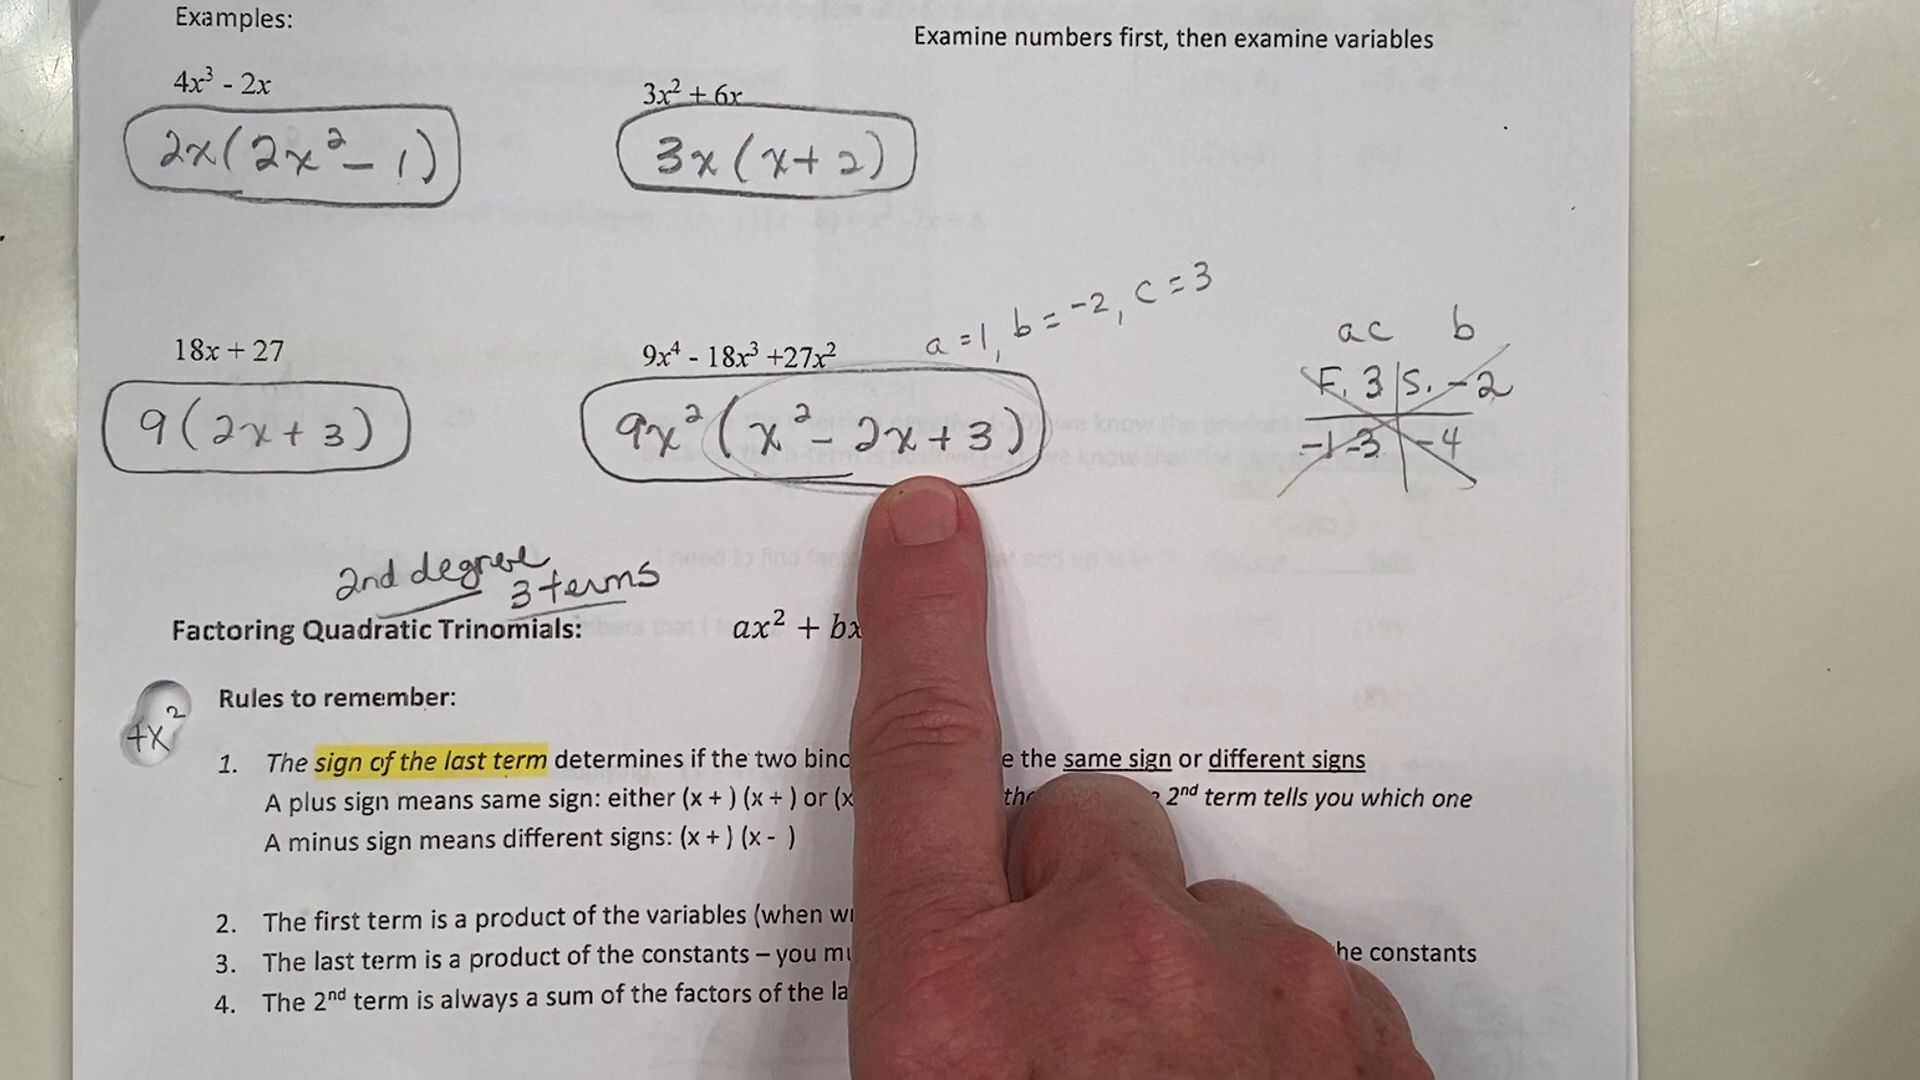 Examples:
Examine numbers first, then examine variables
4x³ - 2x
3x² + 6x
2x(2x² - 1)
3x(x + 2)
a = 1, b = -2, c = 3
ac b
18x + 27
9x⁴ - 18x³ +27x²
F. 3 | S. -2
9(2x + 3)
9x²(x² - 2x + 3)
-1 -3 | -4
2nd degree
3 terms
Factoring Quadratic Trinomials: ax² + bx
Rules to remember:
4x²
1. The sign of the last term determines if the two the same sign or different signs
A plus sign means same sign: either (x + ) (x + ) or (x 2nd term tells you which one
A minus sign means different signs: (x + ) (x - )
2. The first term is a product of the variables (when
3. The last term is a product of the constants – you constants
4. The 2nd term is always a sum of the factors of the